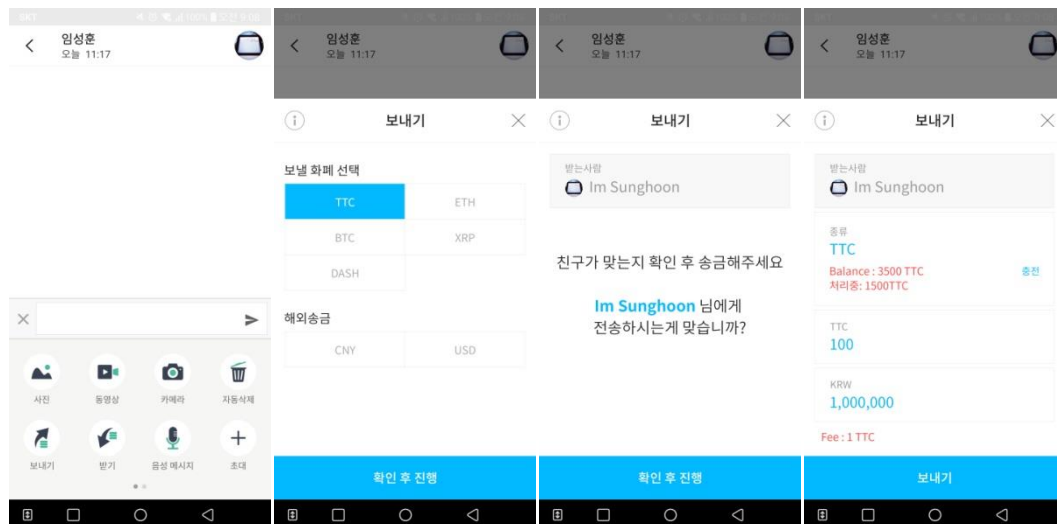 SKT
100%
오전 9:08
임성훈
오늘 11:17
사진
동영상
카메라
자동삭제
보내기
받기
음성 메시지
초대
임성훈
오늘 11:17
보내기
보낼 화폐 선택
TTC
ETH
BTC
XRP
DASH
해외송금
CNY
USD
확인 후 진행
임성훈
오늘 11:17
보내기
받는사람
Im Sunghoon
친구가 맞는지 확인 후 송금해주세요
Im Sunghoon 님에게
전송하시는게 맞습니까?
확인 후 진행
임성훈
오늘 11:17
보내기
받는사람
Im Sunghoon
종류
TTC
Balance : 3500 TTC
충전
처리중: 1500TTC
TTC
100
KRW
1,000,000
Fee : 1 TTC
보내기